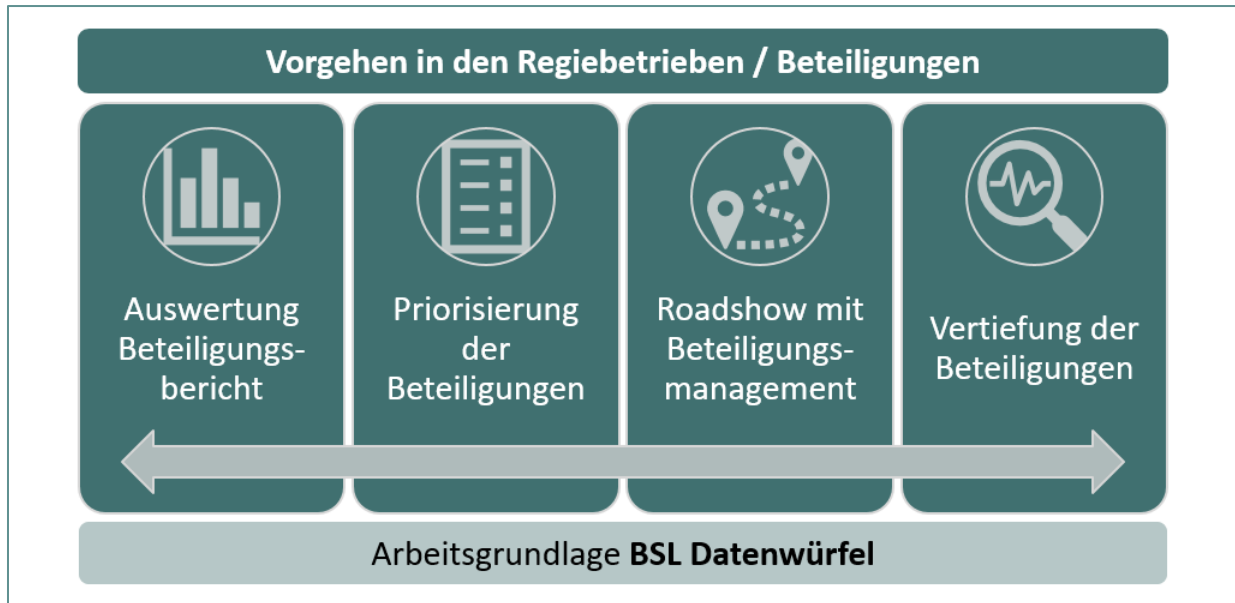 Vorgehen in den Regiebetrieben / Beteiligungen
Auswertung
Beteiligungs-
bericht
Priorisierung
der
Beteiligungen
Roadshow mit
Beteiligungs-
management
Vertiefung der
Beteiligungen
Arbeitsgrundlage BSL Datenwürfel